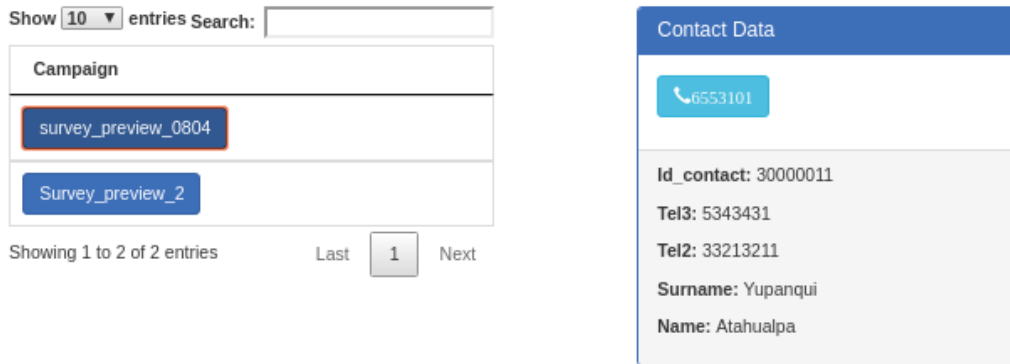 Show 10 entries Search:
Campaign
survey_preview_0804
Survey_preview_2
Showing 1 to 2 of 2 entries Last 1 Next
Contact Data
6553101
Id_contact: 30000011
Tel3: 5343431
Tel2: 33213211
Surname: Yupanqui
Name: Atahualpa